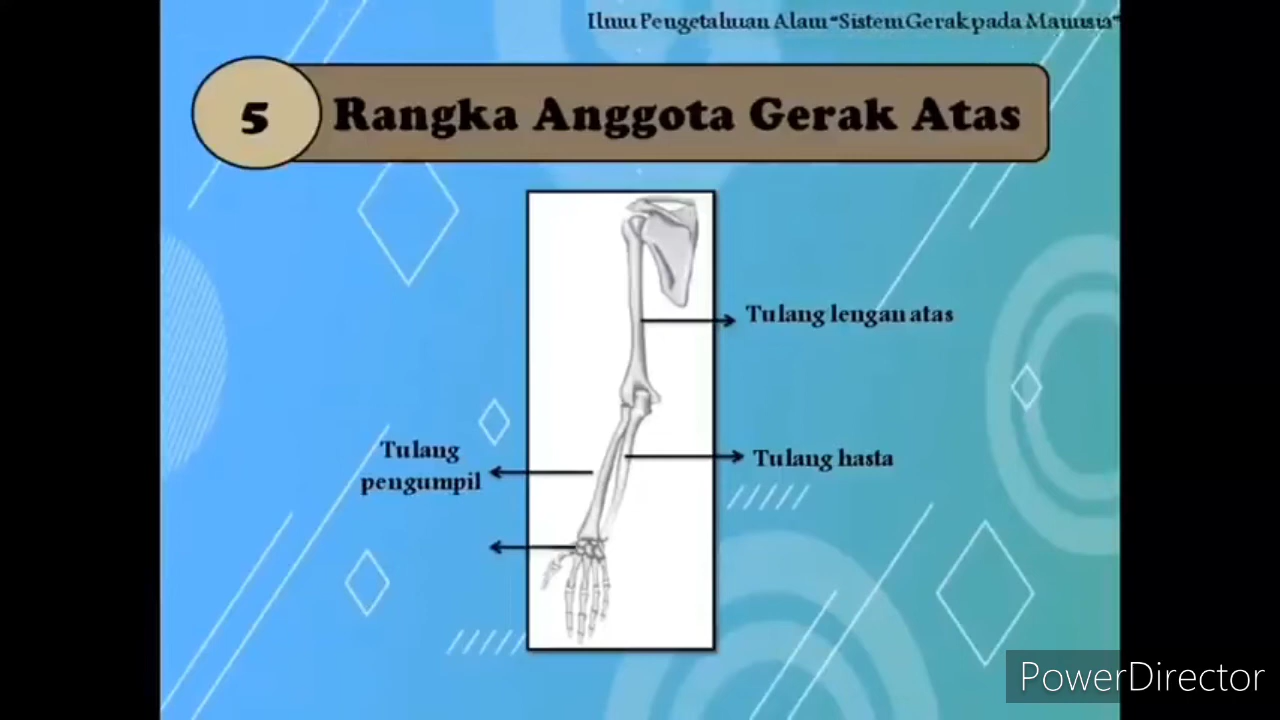 Ilmu Pengetahuan Alam "Sistem Gerak pada Manusia"
5 Rangka Anggota Gerak Atas
Tulang lengan atas
Tulang
pengumpil
Tulang hasta
PowerDirector